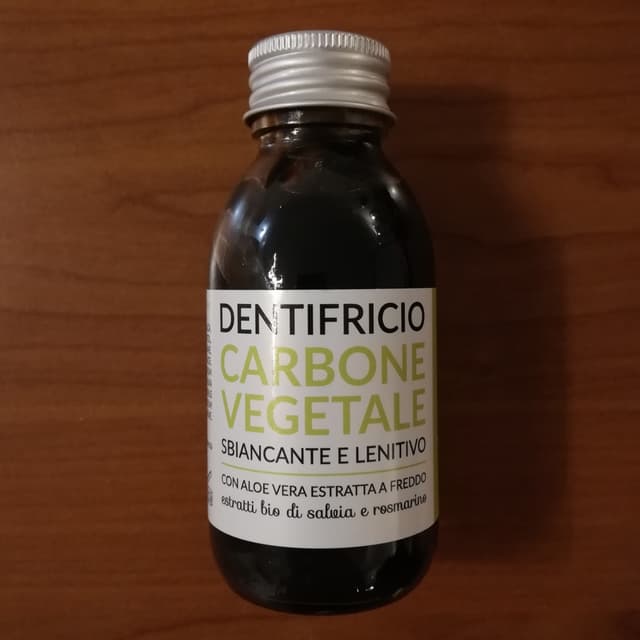 DENTIFRICIO
CARBONE
VEGETALE
SBIANCANTE E LENITIVO
CON ALOE VERA ESTRATTA A FREDDO
estratti bio di salvia e rosmarino